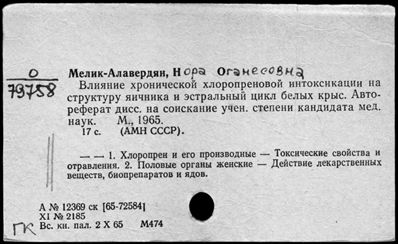 О
79758
Мелик-Алавердян, Нора Оганесовна
Влияние хронической хлоропреновой интоксикации на
структуру яичника и эстральный цикл белых крыс. Авто-
реферат дисс. на соискание учен. степени кандидата мед.
наук. М., 1965.
17 с. (АМН СССР).
— — 1. Хлоропрен и его производные — Токсические свойства и
отравления. 2. Половые органы женские — Действие лекарственных
веществ, биопрепаратов и ядов.
А № 12369 ск [65-72584]
XI № 2185
Вс. кн. пал. 2 X 65 М474
ГК